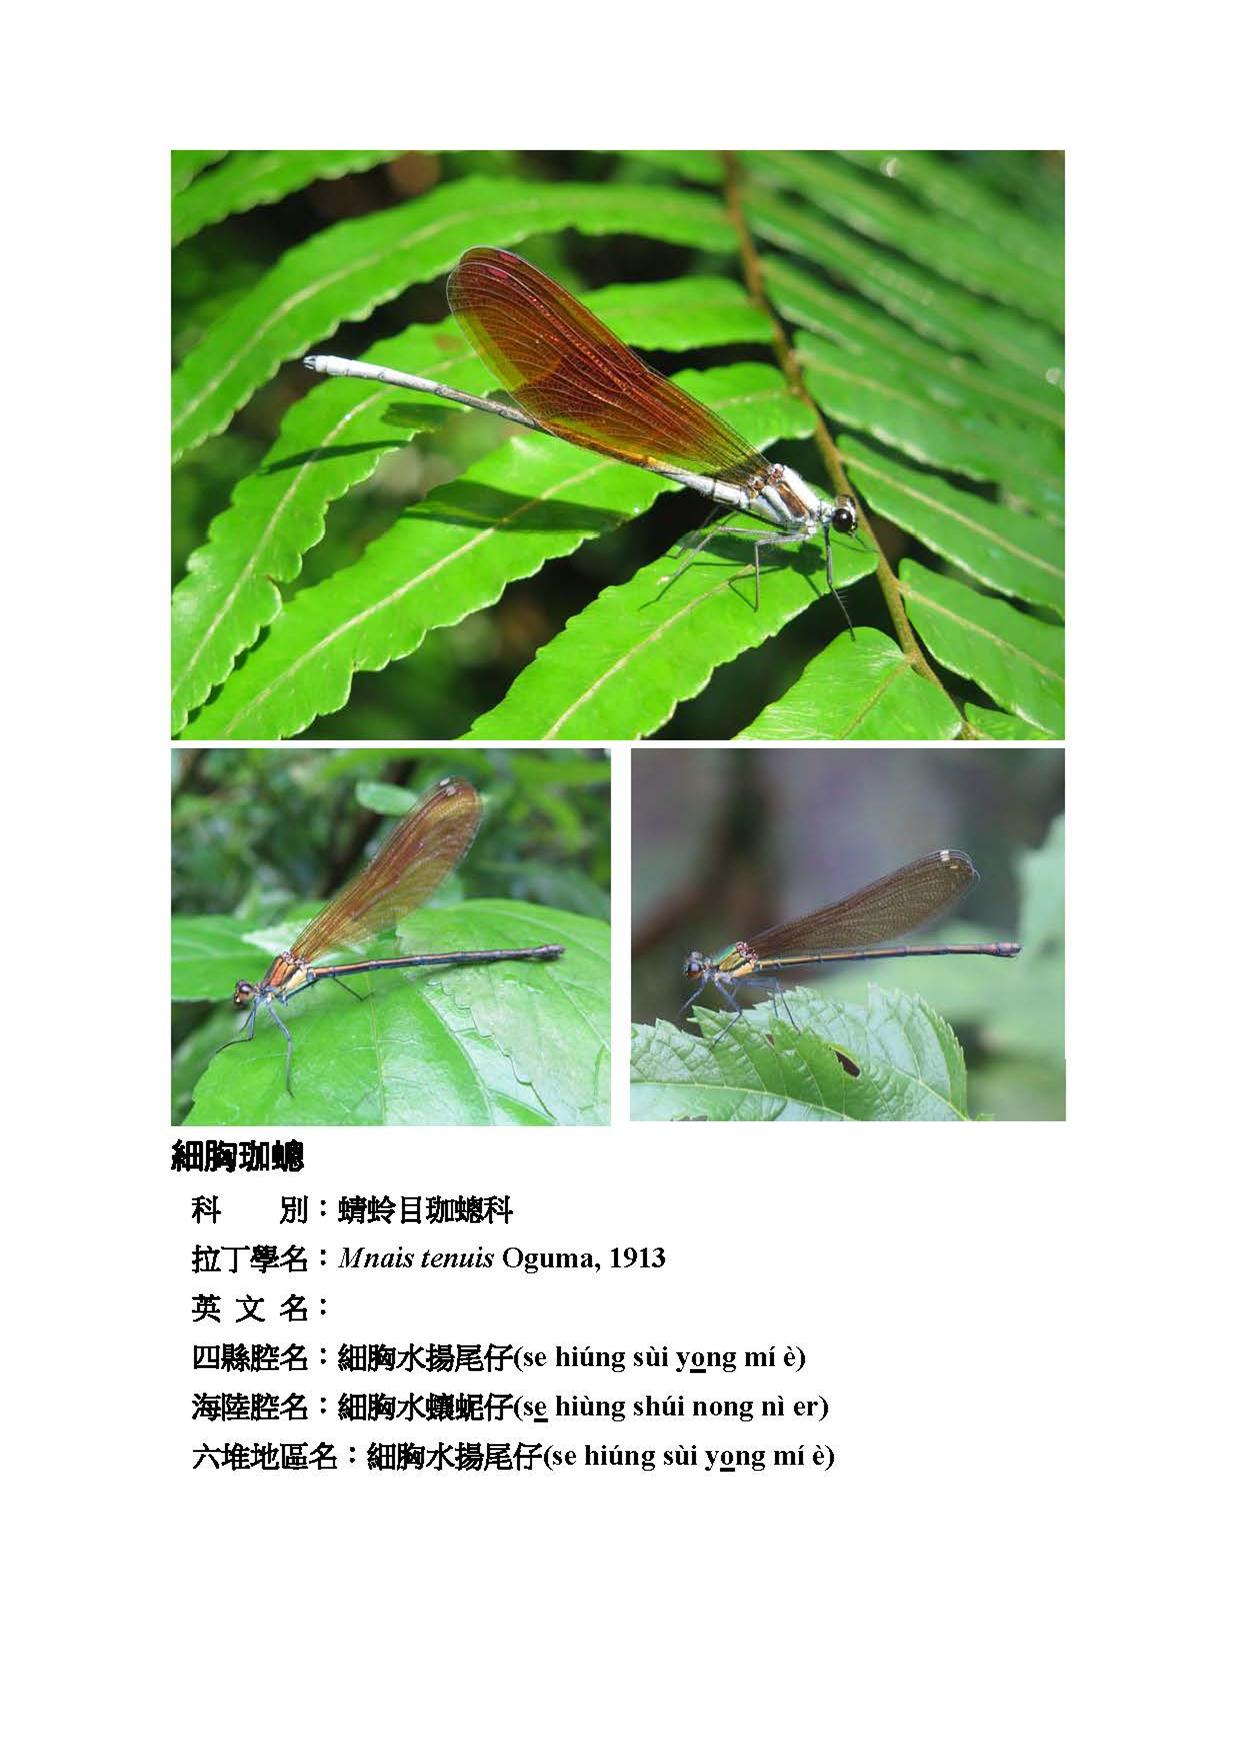 細胸珈蟌
科　　別：蜻蛉目珈蟌科
拉丁學名：Mnais tenuis Oguma, 1913
英 文 名：
四縣腔名：細胸水揚尾仔(se hiúng sùi yong mí è)
海陸腔名：細胸水蠰蚭仔(se hiùng shúi nong nì er)
六堆地區名：細胸水揚尾仔(se hiúng sùi yong mí è)